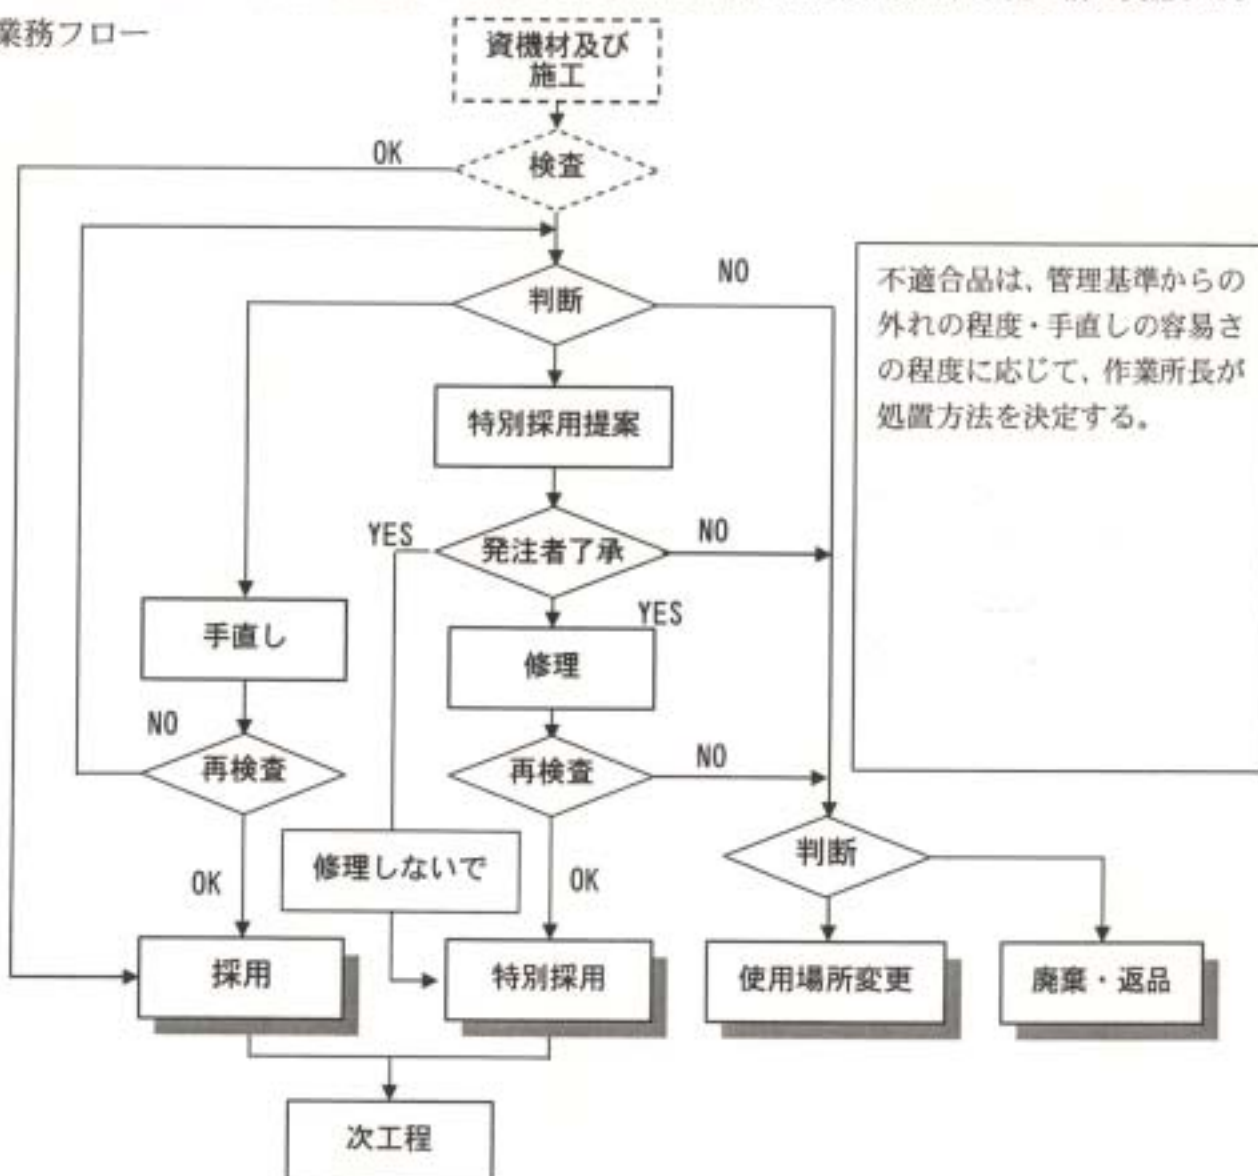 業務フロー
資機材及び
施工
OK
検査
NO
判断
不適合品は、管理基準からの
外れの程度・手直しの容易さ
の程度に応じて、作業所長が
処置方法を決定する。
特別採用提案
YES
発注者了承
NO
手直し
YES
修理
NO
再検査
再検査
NO
判断
修理しないで
OK
OK
採用
特別採用
使用場所変更
廃棄・返品
次工程